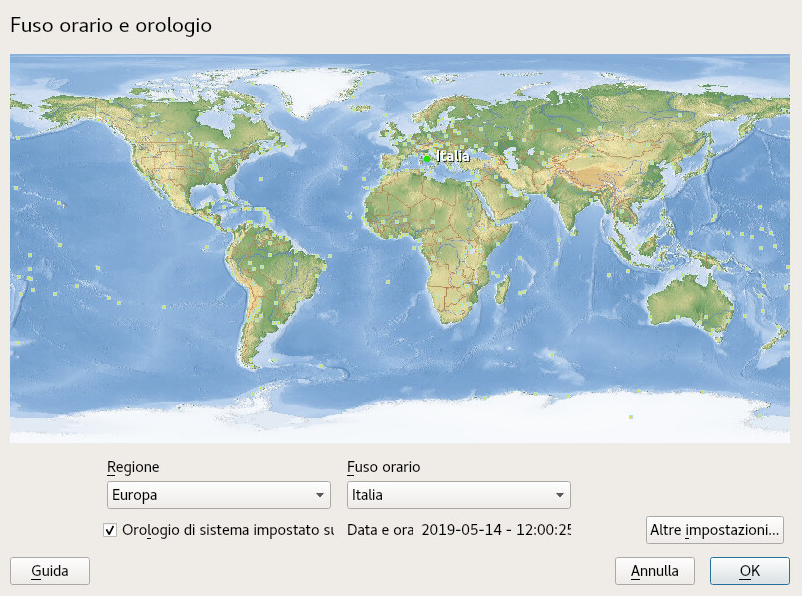 Fuso orario e orologio
Italia
Regione
Fuso orario
Europa
Italia
Orologio di sistema impostato su
Data e ora 2019-05-14 - 12:00:25
Altre impostazioni...
Guida
Annulla
OK